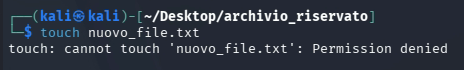 ┌──(kali㉿kali)-[~/Desktop/archivio_riservato]
└─$ touch nuovo_file.txt
touch: cannot touch 'nuovo_file.txt': Permission denied